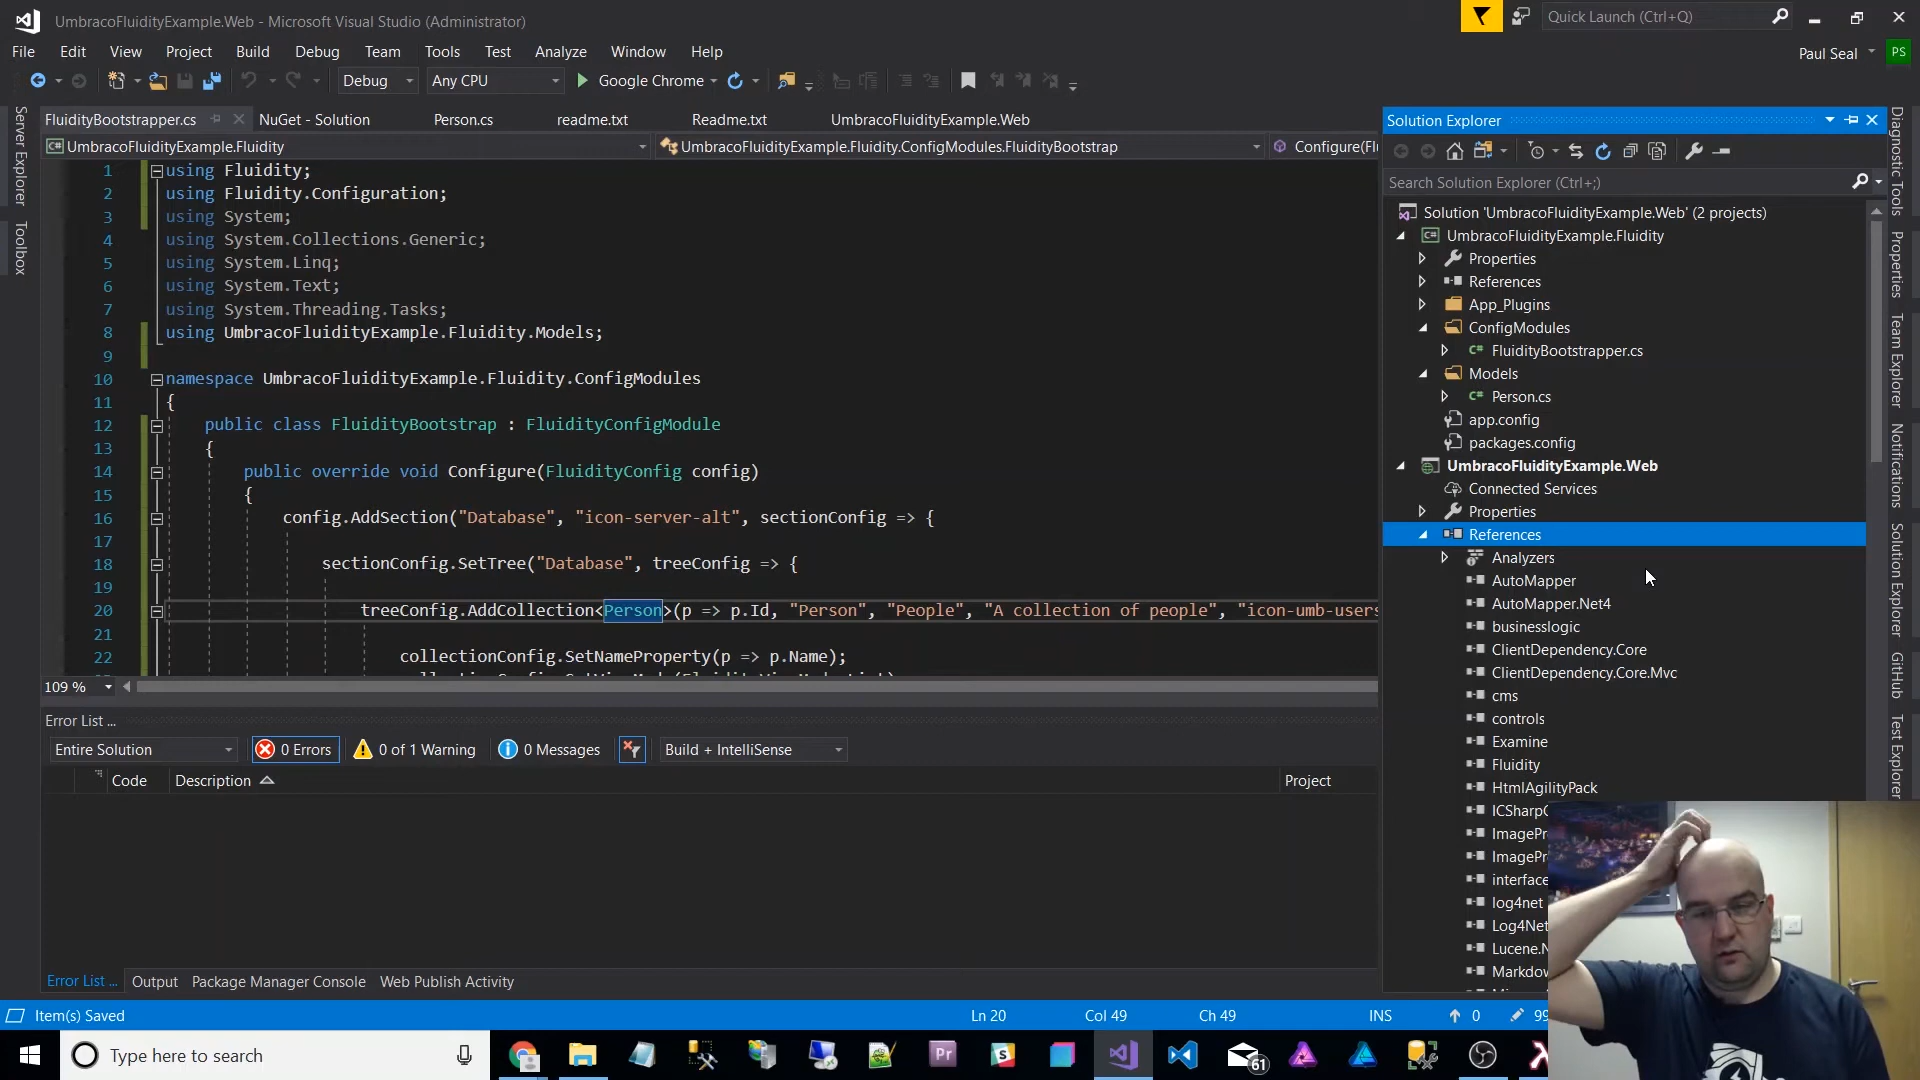 UmbracoFluidityExample.Web - Microsoft Visual Studio (Administrator)
Quick Launch (Ctrl+Q)
File Edit View Project Build Debug Team Tools Test Analyze Window Help
Paul Seal PS
Debug Any CPU Google Chrome
FluidityBootstrapper.cs NuGet - Solution Person.cs readme.txt Readme.txt UmbracoFluidityExample.Web
UmbracoFluidityExample.Fluidity UmbracoFluidityExample.Fluidity.ConfigModules.FluidityBootstrap Configure(Fl
1 using Fluidity;
2 using Fluidity.Configuration;
3 using System;
4 using System.Collections.Generic;
5 using System.Linq;
6 using System.Text;
7 using System.Threading.Tasks;
8 using UmbracoFluidityExample.Fluidity.Models;
9
10 namespace UmbracoFluidityExample.Fluidity.ConfigModules
11 {
12 public class FluidityBootstrap : FluidityConfigModule
13 {
14 public override void Configure(FluidityConfig config)
15 {
16 config.AddSection("Database", "icon-server-alt", sectionConfig => {
17
18 sectionConfig.SetTree("Database", treeConfig => {
19
20 treeConfig.AddCollection<Person>(p => p.Id, "Person", "People", "A collection of people", "icon-umb-users
21
22 collectionConfig.SetNameProperty(p => p.Name);
109 %
Error List ...
Entire Solution 0 Errors 0 of 1 Warning 0 Messages Build + IntelliSense
Code Description Project
Error List ... Output Package Manager Console Web Publish Activity
Item(s) Saved Ln 20 Col 49 Ch 49 INS 0 99
Type here to search
Pr
61
Server Explorer
Toolbox
Solution Explorer
Search Solution Explorer (Ctrl+;)
Solution 'UmbracoFluidityExample.Web' (2 projects)
UmbracoFluidityExample.Fluidity
Properties
References
App_Plugins
ConfigModules
FluidityBootstrapper.cs
Models
Person.cs
app.config
packages.config
UmbracoFluidityExample.Web
Connected Services
Properties
References
Analyzers
AutoMapper
AutoMapper.Net4
businesslogic
ClientDependency.Core
ClientDependency.Core.Mvc
cms
controls
Examine
Fluidity
HtmlAgilityPack
ICSharpC
ImagePr
ImagePr
interface
log4net
Log4Net
Lucene.N
Markdow
Diagnostic Tools
Properties
Team Explorer
Notifications
Solution Explorer
GitHub
Test Explorer